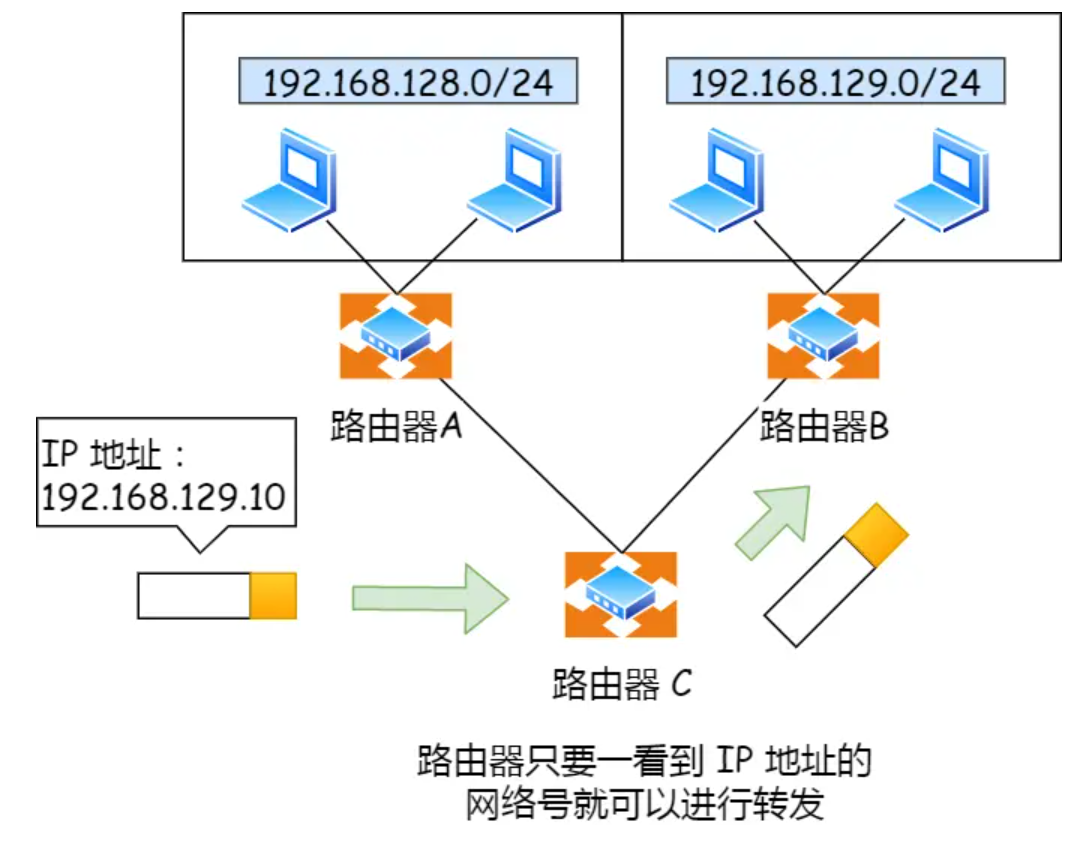 192.168.128.0/24
192.168.129.0/24
路由器A
路由器B
IP 地址：
192.168.129.10
路由器 C
路由器只要一看到 IP 地址的
网络号就可以进行转发